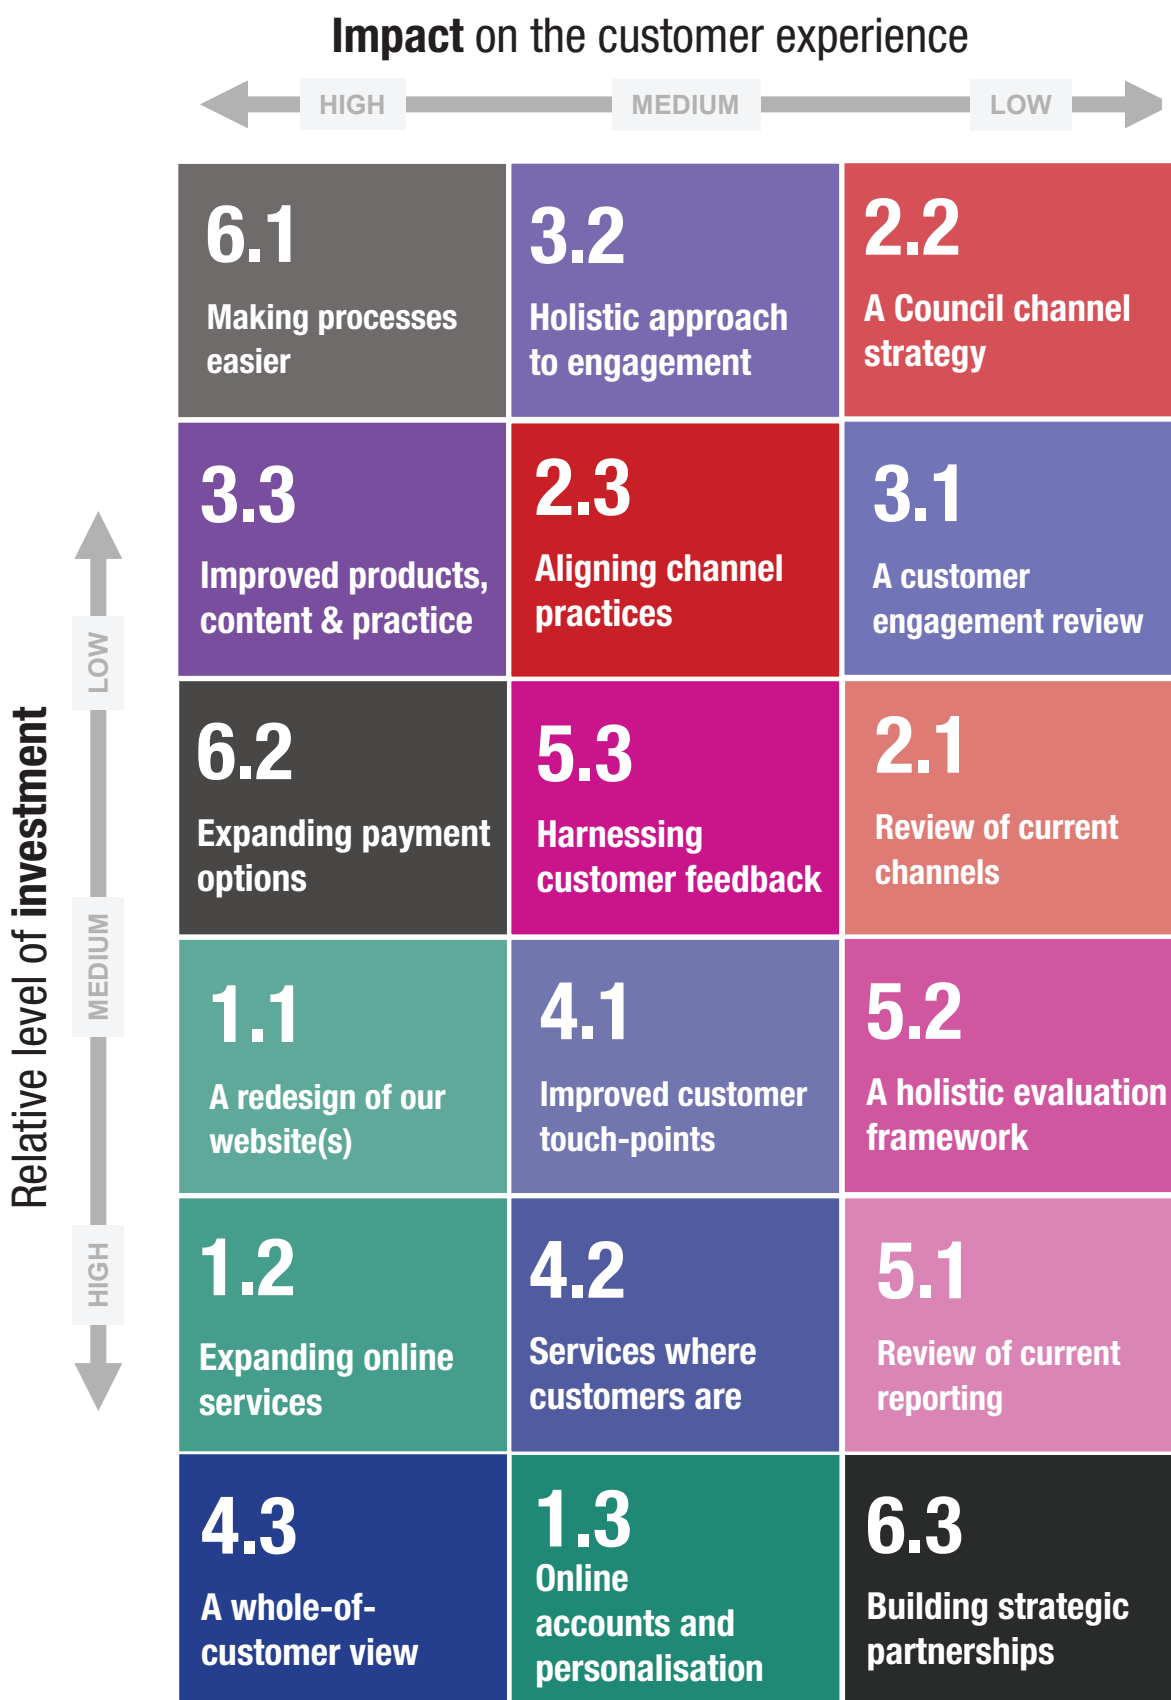 Impact on the customer experience
HIGH
MEDIUM
LOW
Relative level of investment
LOW
MEDIUM
HIGH
6.1
Making processes
easier
3.2
Holistic approach
to engagement
2.2
A Council channel
strategy
3.3
Improved products,
content & practice
2.3
Aligning channel
practices
3.1
A customer
engagement review
6.2
Expanding payment
options
5.3
Harnessing
customer feedback
2.1
Review of current
channels
1.1
A redesign of our
website(s)
4.1
Improved customer
touch-points
5.2
A holistic evaluation
framework
1.2
Expanding online
services
4.2
Services where
customers are
5.1
Review of current
reporting
4.3
A whole-of-
customer view
1.3
Online
accounts and
personalisation
6.3
Building strategic
partnerships